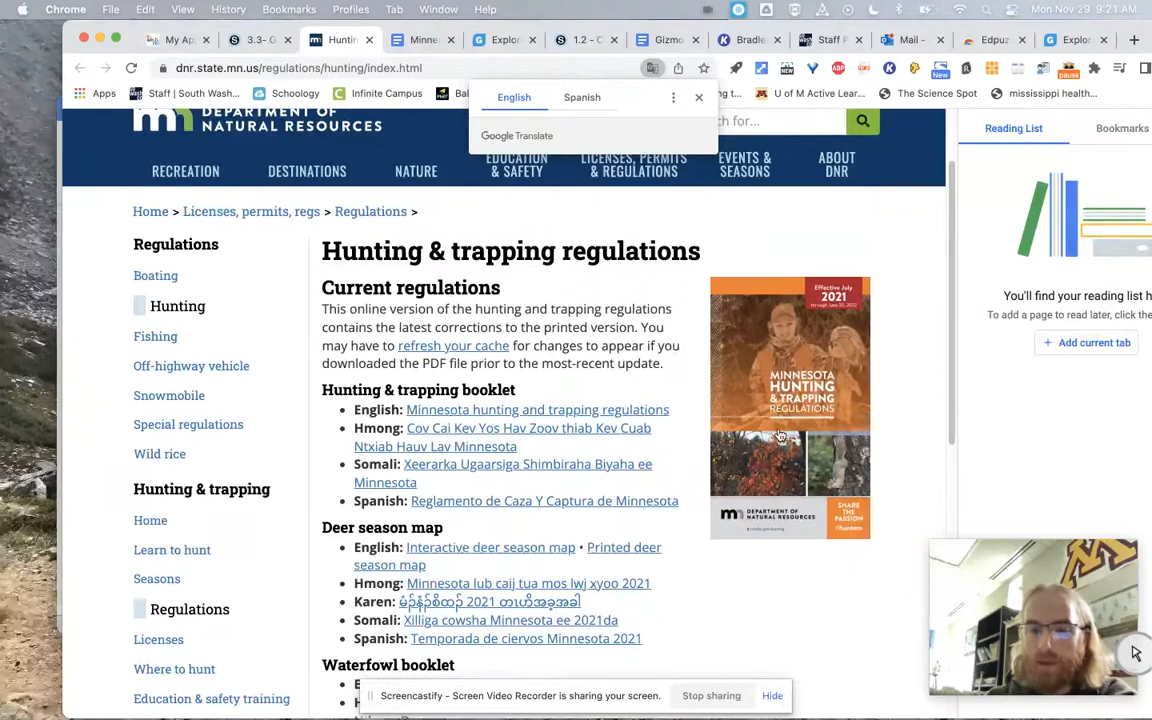 Chrome File Edit View History Bookmarks Profiles Tab Window Help Mon Nov 29 9:21 AM
My Ap 3.3- G Huntin Minne Explor 1.2 - C Gizmo Bradle Staff P Mail - Edpuz Explor
dnr.state.mn.us/regulations/hunting/index.html
Apps Staff | South Wash... Schoology Infinite Campus Bal U of M Active Lear... The Science Spot mississippi health...
English Spanish
Google Translate
Reading List Bookmarks
DEPARTMENT OF
NATURAL RESOURCES
ch for...
RECREATION DESTINATIONS NATURE EDUCATION & SAFETY LICENSES, PERMITS & REGULATIONS EVENTS & SEASONS ABOUT DNR
Home > Licenses, permits, regs > Regulations >
Regulations
Boating
Hunting
Fishing
Off-highway vehicle
Snowmobile
Special regulations
Wild rice
Hunting & trapping
Home
Learn to hunt
Seasons
Regulations
Licenses
Where to hunt
Education & safety training
Hunting & trapping regulations
Current regulations
This online version of the hunting and trapping regulations
contains the latest corrections to the printed version. You
may have to refresh your cache for changes to appear if you
downloaded the PDF file prior to the most-recent update.
Hunting & trapping booklet
• English: Minnesota hunting and trapping regulations
• Hmong: Cov Cai Kev Yos Hav Zoov thiab Kev Cuab
Ntxiab Hauv Lav Minnesota
• Somali: Xeerarka Ugaarsiga Shimbiraha Biyaha ee
Minnesota
• Spanish: Reglamento de Caza Y Captura de Minnesota
Deer season map
• English: Interactive deer season map • Printed deer
season map
• Hmong: Minnesota lub caij tua mos lwj xyoo 2021
• Karen: 2021
• Somali: Xilliga cowsha Minnesota ee 2021da
• Spanish: Temporada de ciervos Minnesota 2021
Waterfowl booklet
Effective July
2021
MINNESOTA
HUNTING
& TRAPPING
REGULATIONS
DEPARTMENT OF
NATURAL RESOURCES
SHARE
THE
PASSION
You'll find your reading list h
To add a page to read later, click the
+ Add current tab
Screencastify - Screen Video Recorder is sharing your screen. Stop sharing Hide